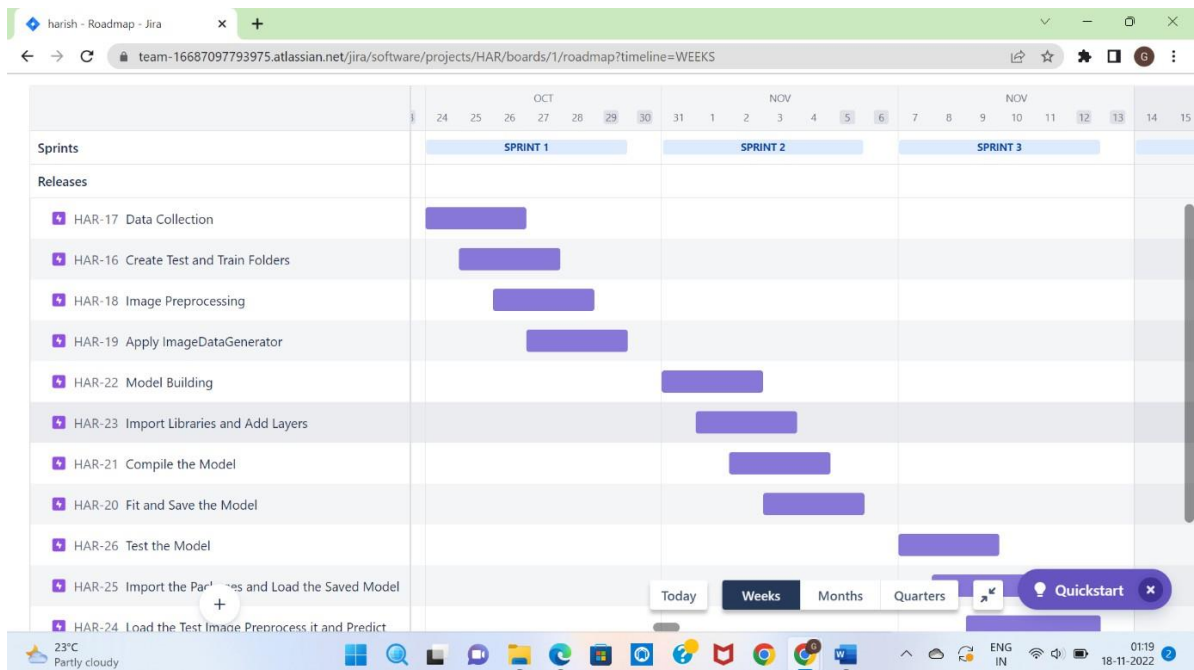 harish - Roadmap - Jira
team-16687097793975.atlassian.net/jira/software/projects/HAR/boards/1/roadmap?timeline=WEEKS
G
OCT NOV NOV
24 25 26 27 28 29 30 31 1 2 3 4 5 6 7 8 9 10 11 12 13 14 15
Sprints SPRINT 1 SPRINT 2 SPRINT 3
Releases
HAR-17 Data Collection
HAR-16 Create Test and Train Folders
HAR-18 Image Preprocessing
HAR-19 Apply ImageDataGenerator
HAR-22 Model Building
HAR-23 Import Libraries and Add Layers
HAR-21 Compile the Model
HAR-20 Fit and Save the Model
HAR-26 Test the Model
HAR-25 Import the and Load the Saved Model
Today Weeks Months Quarters Quickstart
HAR-24 Load the Test Image Preprocess it and Predict
23°C
Partly cloudy
ENG
IN
01:19
18-11-2022
2